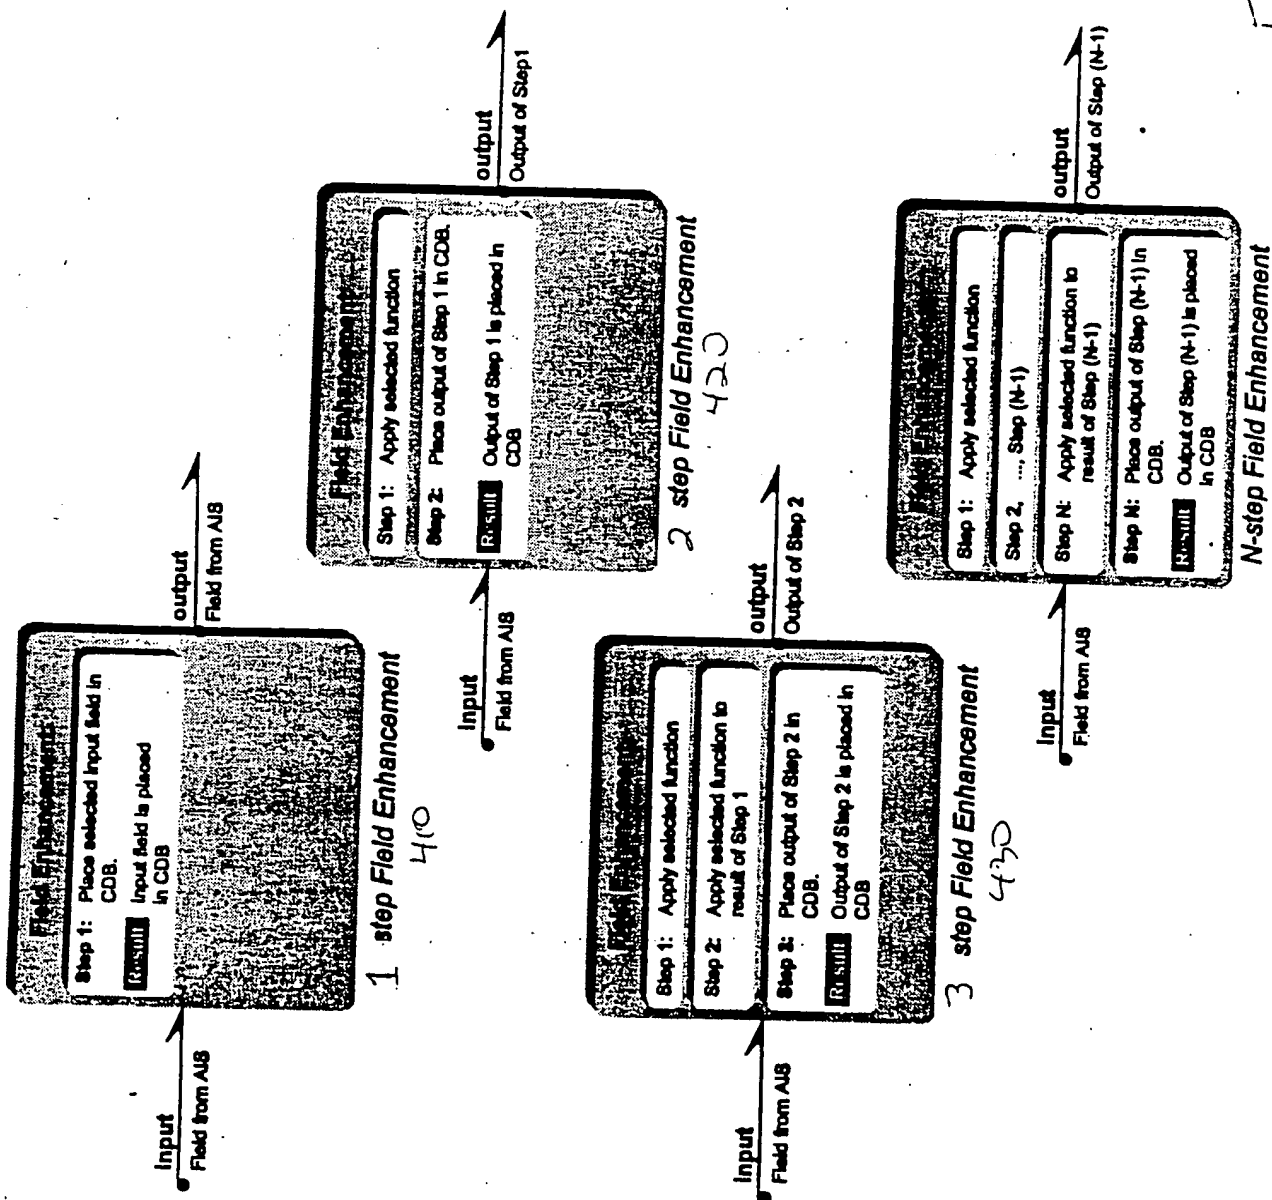 Field Enhancement
Step 1: Place selected input field in
CDB.
Result Input field is placed
in CDB
Input
Field from AIS
output
Field from AIS
1 step Field Enhancement
410
Field Enhancement
Step 1: Apply selected function
Step 2: Place output of Step 1 in CDB.
Result Output of Step 1 is placed in
CDB
Input
Field from AIS
output
Output of Step1
2 step Field Enhancement
420
Field Enhancement
Step 1: Apply selected function
Step 2: Apply selected function to
result of Step 1
Step 3: Place output of Step 2 in
CDB.
Result Output of Step 2 is placed in
CDB
Input
Field from AIS
output
Output of Step 2
3 step Field Enhancement
430
Field Enhancement
Step 1: Apply selected function
Step 2, ..., Step (N-1)
Step N: Apply selected function to
result of Step (N-1)
Step N: Place output of Step (N-1) in
CDB.
Result Output of Step (N-1) is placed
in CDB
Input
Field from AIS
output
Output of Step (N-1)
N-step Field Enhancement